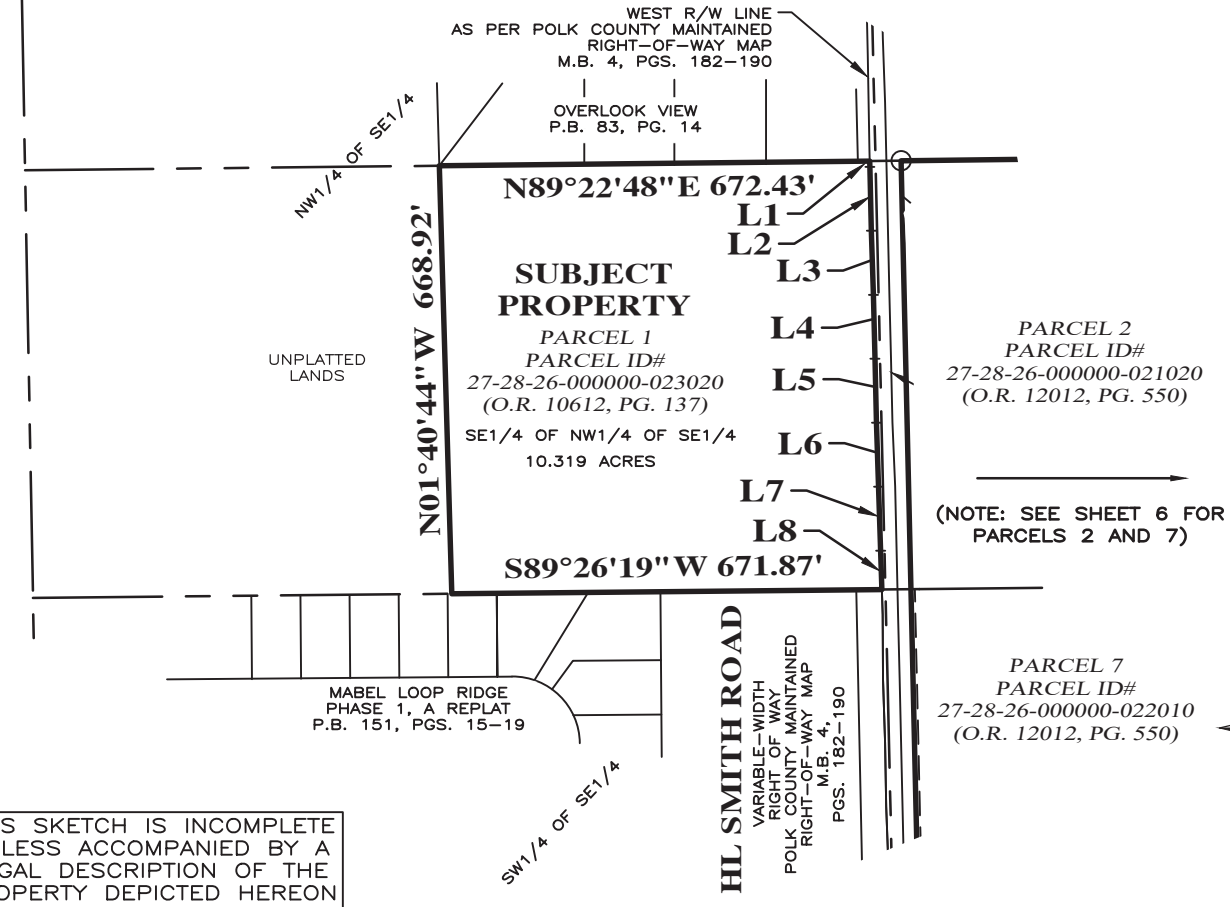 WEST R/W LINE
AS PER POLK COUNTY MAINTAINED
RIGHT-OF-WAY MAP
M.B. 4, PGS. 182-190
OVERLOOK VIEW
P.B. 83, PG. 14
NW1/4 OF SE1/4
N89°22'48"E 672.43'
L1
L2
L3
L4
L5
L6
L7
L8
N01°40'44"W 668.92'
SUBJECT
PROPERTY
PARCEL 1
PARCEL ID#
27-28-26-000000-023020
(O.R. 10612, PG. 137)
SE1/4 OF NW1/4 OF SE1/4
10.319 ACRES
UNPLATTED
LANDS
PARCEL 2
PARCEL ID#
27-28-26-000000-021020
(O.R. 12012, PG. 550)
(NOTE: SEE SHEET 6 FOR
PARCELS 2 AND 7)
S89°26'19"W 671.87'
MABEL LOOP RIDGE
PHASE 1, A REPLAT
P.B. 151, PGS. 15-19
HL SMITH ROAD
VARIABLE-WIDTH
RIGHT OF WAY
POLK COUNTY MAINTAINED
RIGHT-OF-WAY MAP
M.B. 4,
PGS. 182-190
PARCEL 7
PARCEL ID#
27-28-26-000000-022010
(O.R. 12012, PG. 550)
SW1/4 OF SE1/4
S SKETCH IS INCOMPLETE
LESS ACCOMPANIED BY A
GAL DESCRIPTION OF THE
OPERTY DEPICTED HEREON